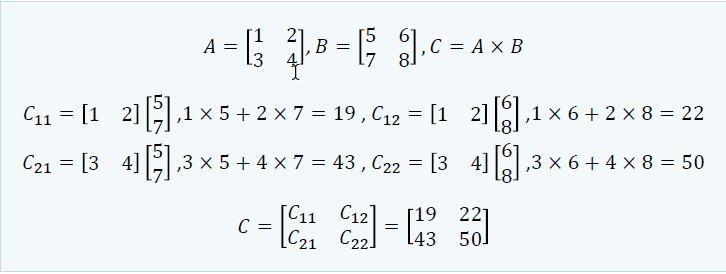 A = [1 2 3 4], B = [5 6 7 8], C = A × B
C11 = [1 2] [5 7], 1 × 5 + 2 × 7 = 19 , C12 = [1 2] [6 8], 1 × 6 + 2 × 8 = 22
C21 = [3 4] [5 7], 3 × 5 + 4 × 7 = 43 , C22 = [3 4] [6 8], 3 × 6 + 4 × 8 = 50
C = [C11 C12 C21 C22] = [19 22 43 50]